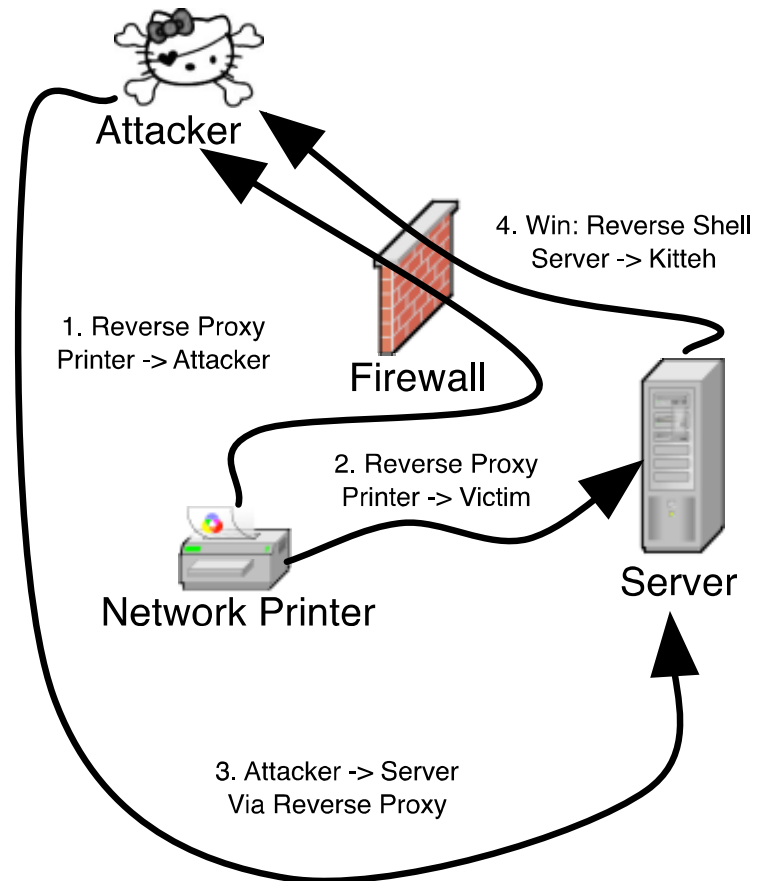 Attacker
4. Win: Reverse Shell
Server -> Kitteh
1. Reverse Proxy
Printer -> Attacker
Firewall
2. Reverse Proxy
Printer -> Victim
Server
Network Printer
3. Attacker -> Server
Via Reverse Proxy